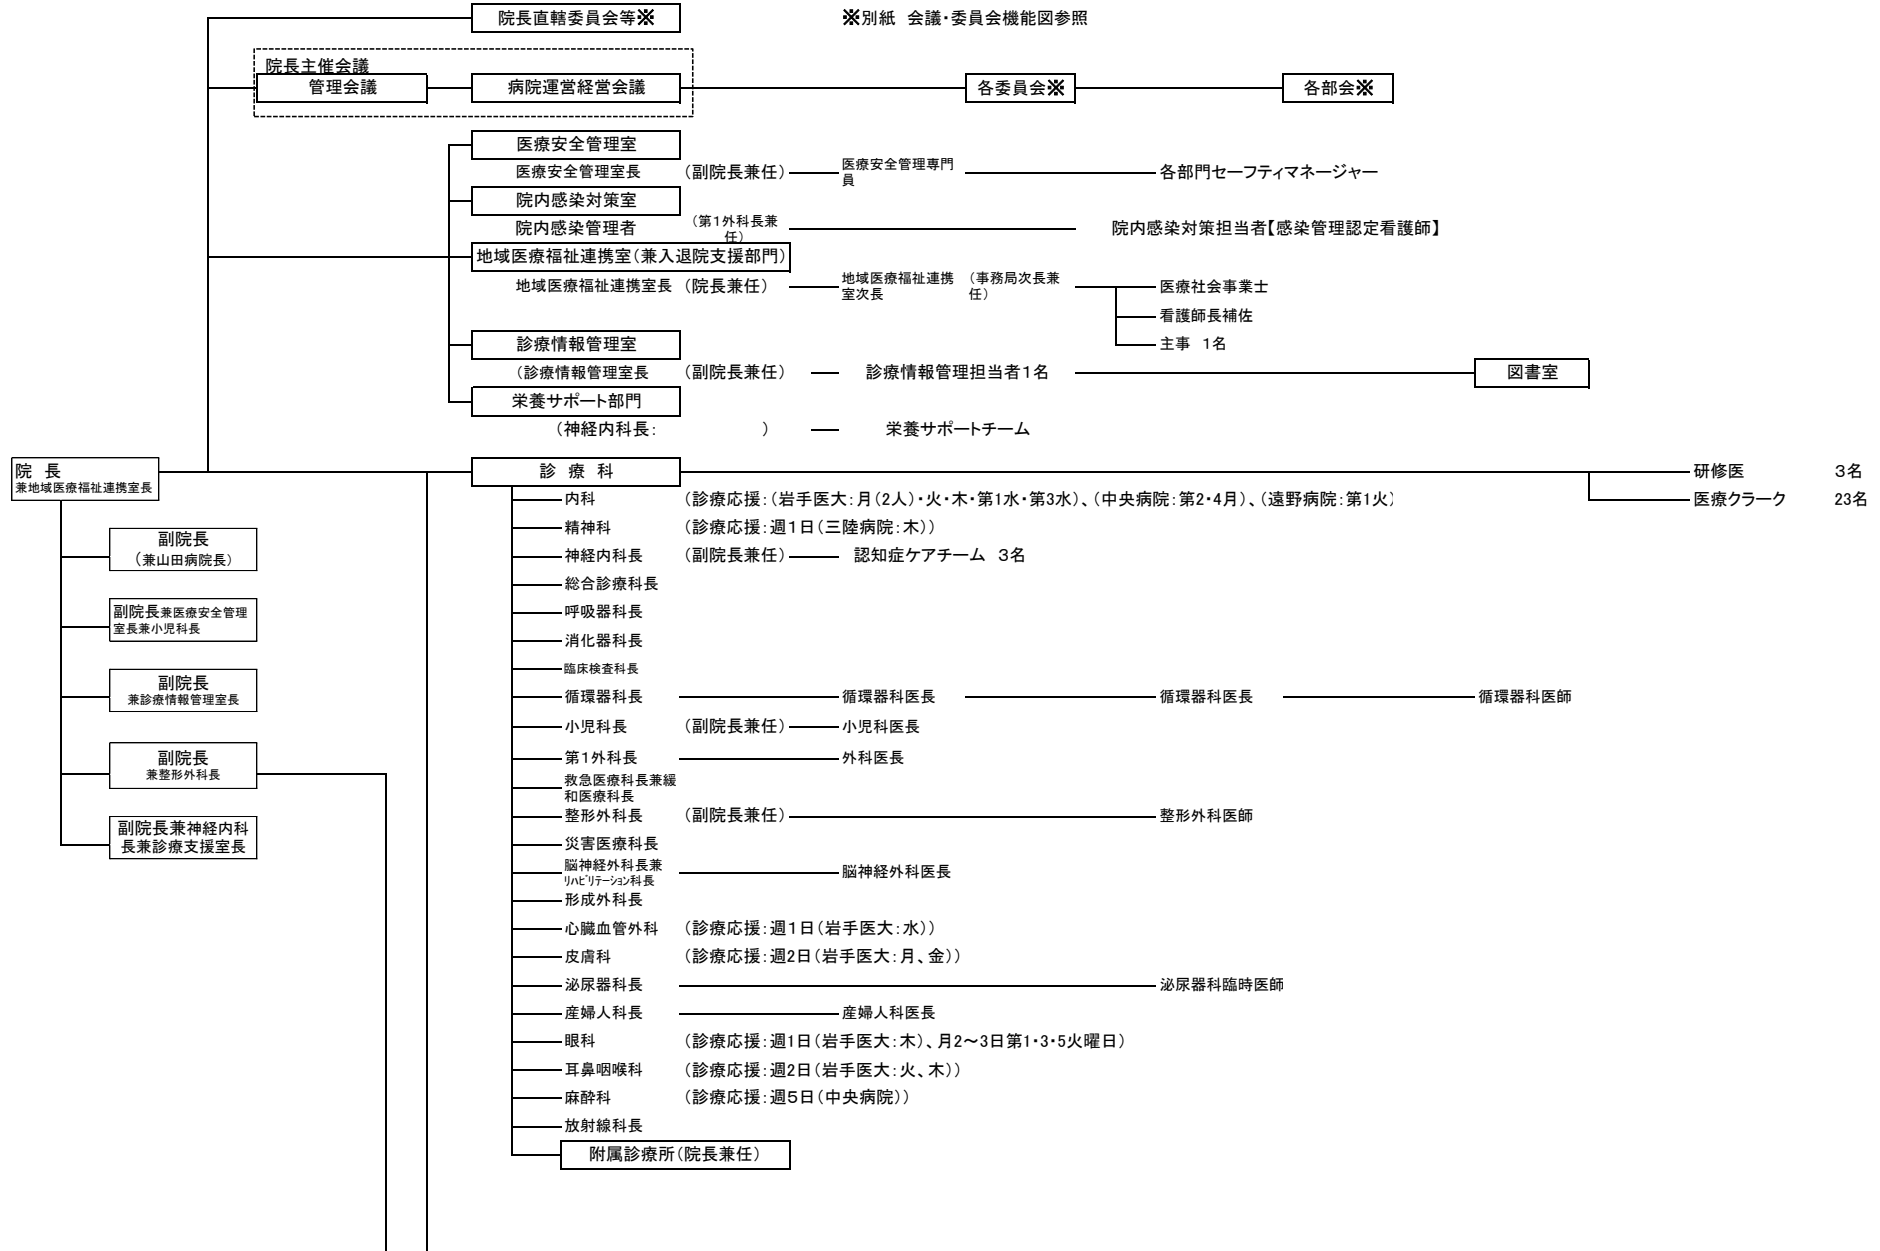 院長直轄委員会等※ ※別紙 会議・委員会機能図参照
院長主催会議
管理会議 病院運営経営会議 各委員会※ 各部会※
医療安全管理室
医療安全管理室長 （副院長兼任） 医療安全管理専門
員 各部門セーフティマネージャー
院内感染対策室
院内感染管理者 （第１外科長兼
任） 院内感染対策担当者【感染管理認定看護師】
地域医療福祉連携室（兼入退院支援部門）
地域医療福祉連携室長 （院長兼任） 地域医療福祉連携
室次長 （事務局次長兼
任） 医療社会事業士
看護師長補佐
主事 1名
診療情報管理室
（診療情報管理室長 （副院長兼任） 診療情報管理担当者１名 図書室
栄養サポート部門
（神経内科長： ） 栄養サポートチーム
院 長
兼地域医療福祉連携室長
副院長
（兼山田病院長）
副院長兼医療安全管理
室長兼小児科長
副院長
兼診療情報管理室長
副院長
兼整形外科長
副院長兼神経内科
長兼診療支援室長
診 療 科 研修医 ３名
医療クラーク 23名
内科 （診療応援：（岩手医大：月（2人）・火・木・第1水・第3水）、（中央病院：第2・4月）、（遠野病院：第1火）
精神科 （診療応援：週１日（三陸病院：木））
神経内科長 （副院長兼任） 認知症ケアチーム ３名
総合診療科長
呼吸器科長
消化器科長
臨床検査科長
循環器科長 循環器科医長 循環器科医長 循環器科医師
小児科長 （副院長兼任） 小児科医長
第１外科長 外科医長
救急医療科長兼緩
和医療科長
整形外科長 （副院長兼任） 整形外科医師
災害医療科長
脳神経外科長兼
ﾘﾊﾋﾞﾘﾃｰｼｮﾝ科長 脳神経外科医長
形成外科長
心臓血管外科 （診療応援：週１日（岩手医大：水））
皮膚科 （診療応援：週2日（岩手医大：月、金））
泌尿器科長 泌尿器科臨時医師
産婦人科長 産婦人科医長
眼科 （診療応援：週1日（岩手医大：木）、月2～3日第1・3・5火曜日）
耳鼻咽喉科 （診療応援：週2日（岩手医大：火、木））
麻酔科 （診療応援：週５日（中央病院））
放射線科長
附属診療所（院長兼任）